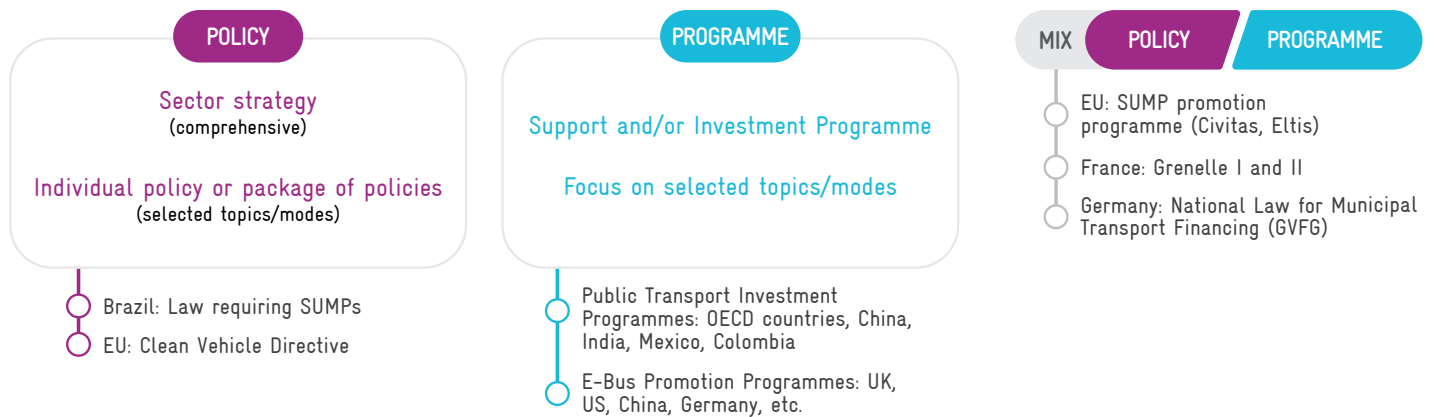 POLICY
Sector strategy
(comprehensive)
Individual policy or package of policies
(selected topics/modes)
Brazil: Law requiring SUMPs
EU: Clean Vehicle Directive
PROGRAMME
Support and/or Investment Programme
Focus on selected topics/modes
Public Transport Investment
Programmes: OECD countries, China,
India, Mexico, Colombia
E-Bus Promotion Programmes: UK,
US, China, Germany, etc.
MIX POLICY PROGRAMME
EU: SUMP promotion
programme (Civitas, Eltis)
France: Grenelle I and II
Germany: National Law for Municipal
Transport Financing (GVFG)